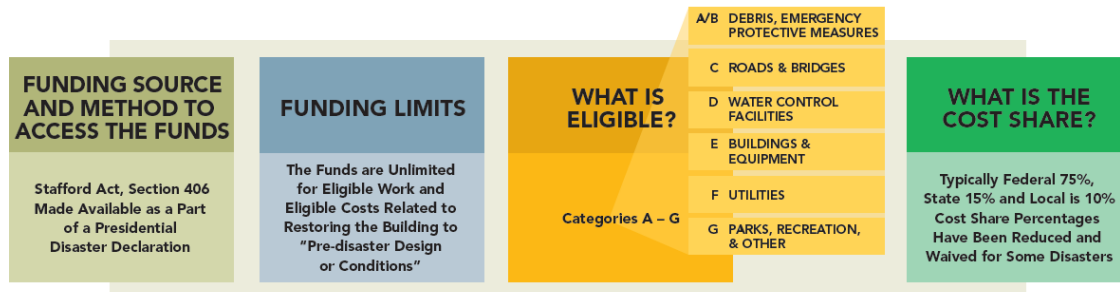 FUNDING SOURCE
AND METHOD TO
ACCESS THE FUNDS
Stafford Act, Section 406
Made Available as a Part
of a Presidential
Disaster Declaration
FUNDING LIMITS
The Funds are Unlimited
for Eligible Work and
Eligible Costs Related to
Restoring the Building to
“Pre-disaster Design
or Conditions”
WHAT IS
ELIGIBLE?
Categories A – G
A/B DEBRIS, EMERGENCY
PROTECTIVE MEASURES
C ROADS & BRIDGES
D WATER CONTROL
FACILITIES
E BUILDINGS &
EQUIPMENT
F UTILITIES
G PARKS, RECREATION,
& OTHER
WHAT IS THE
COST SHARE?
Typically Federal 75%,
State 15% and Local is 10%
Cost Share Percentages
Have Been Reduced and
Waived for Some Disasters